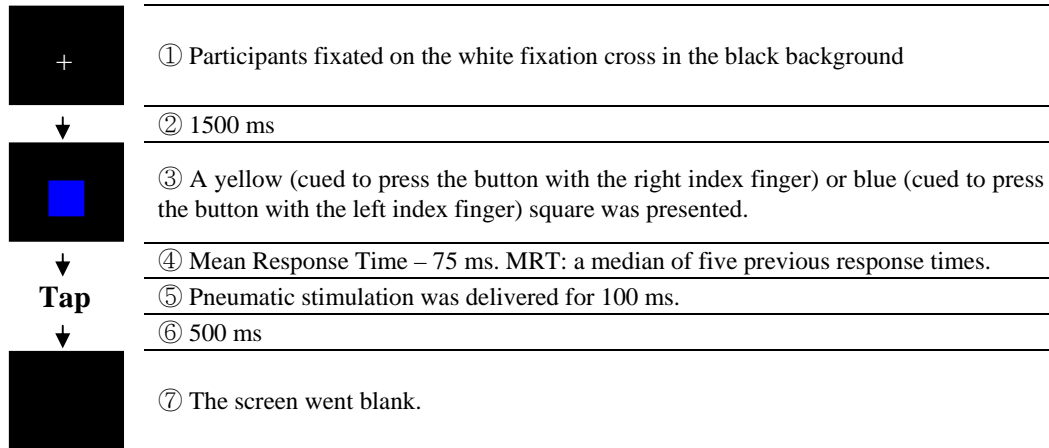 ① Participants fixated on the white fixation cross in the black background
② 1500 ms
③ A yellow (cued to press the button with the right index finger) or blue (cued to press
the button with the left index finger) square was presented.
④ Mean Response Time – 75 ms. MRT: a median of five previous response times.
Tap
⑤ Pneumatic stimulation was delivered for 100 ms.
⑥ 500 ms
⑦ The screen went blank.